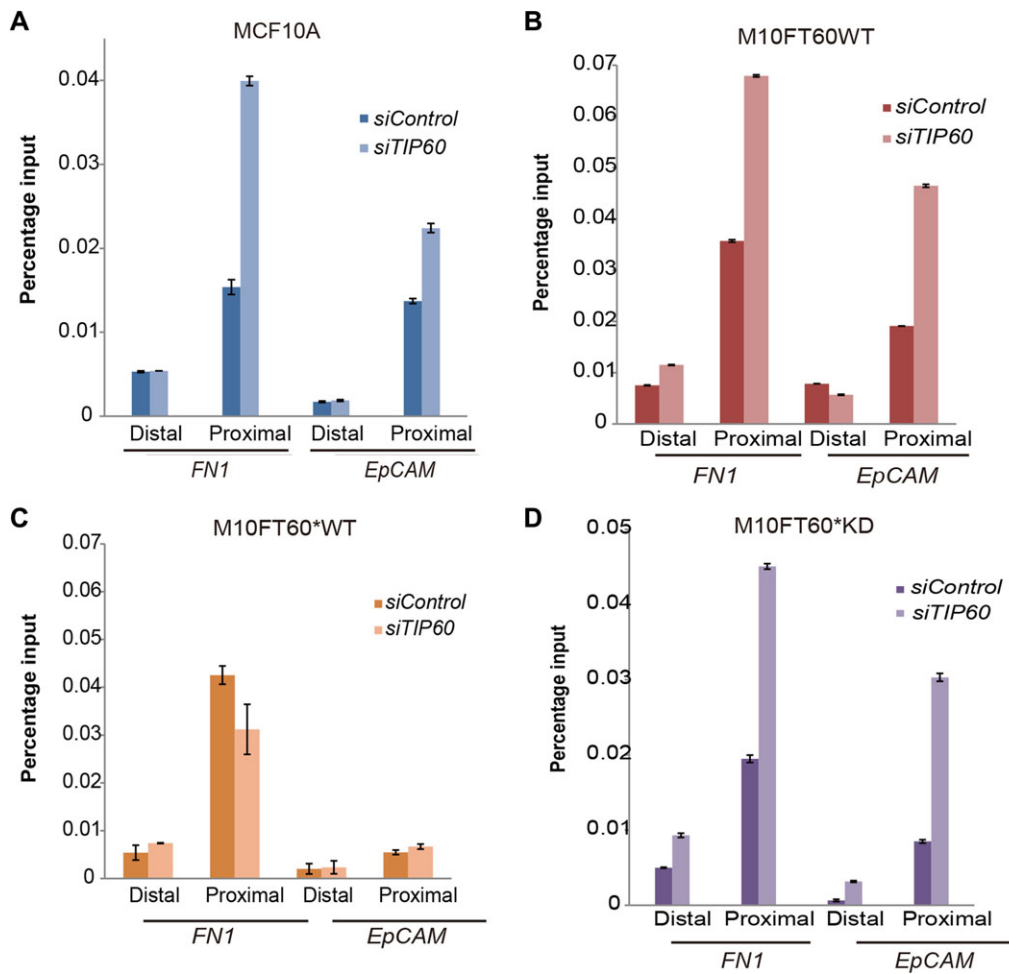 A
MCF10A
Percentage input
0.04
0.03
0.02
0.01
0
siControl
siTIP60
Distal Proximal Distal Proximal
FN1 EpCAM
B
M10FT60WT
Percentage input
0.07
0.06
0.05
0.04
0.03
0.02
0.01
0
siControl
siTIP60
Distal Proximal Distal Proximal
FN1 EpCAM
C
M10FT60*WT
Percentage input
0.07
0.06
0.05
0.04
0.03
0.02
0.01
0
siControl
siTIP60
Distal Proximal Distal Proximal
FN1 EpCAM
D
M10FT60*KD
Percentage input
0.05
0.04
0.03
0.02
0.01
0
siControl
siTIP60
Distal Proximal Distal Proximal
FN1 EpCAM